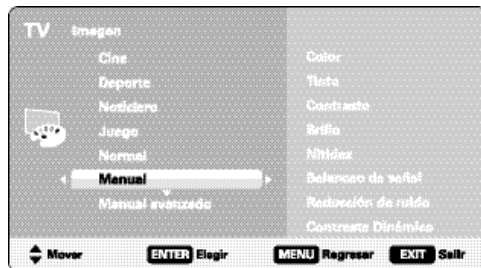 TV Imagen
Cine
Deporte
Noticiero
Juego
Normal
Manual
Manual avanzado
Color
Tinte
Contraste
Brillo
Nitidez
Balanceo de señal
Reducción de ruido
Contraste Dinámico
Mover ENTER Elegir MENU Regresar EXIT Salir